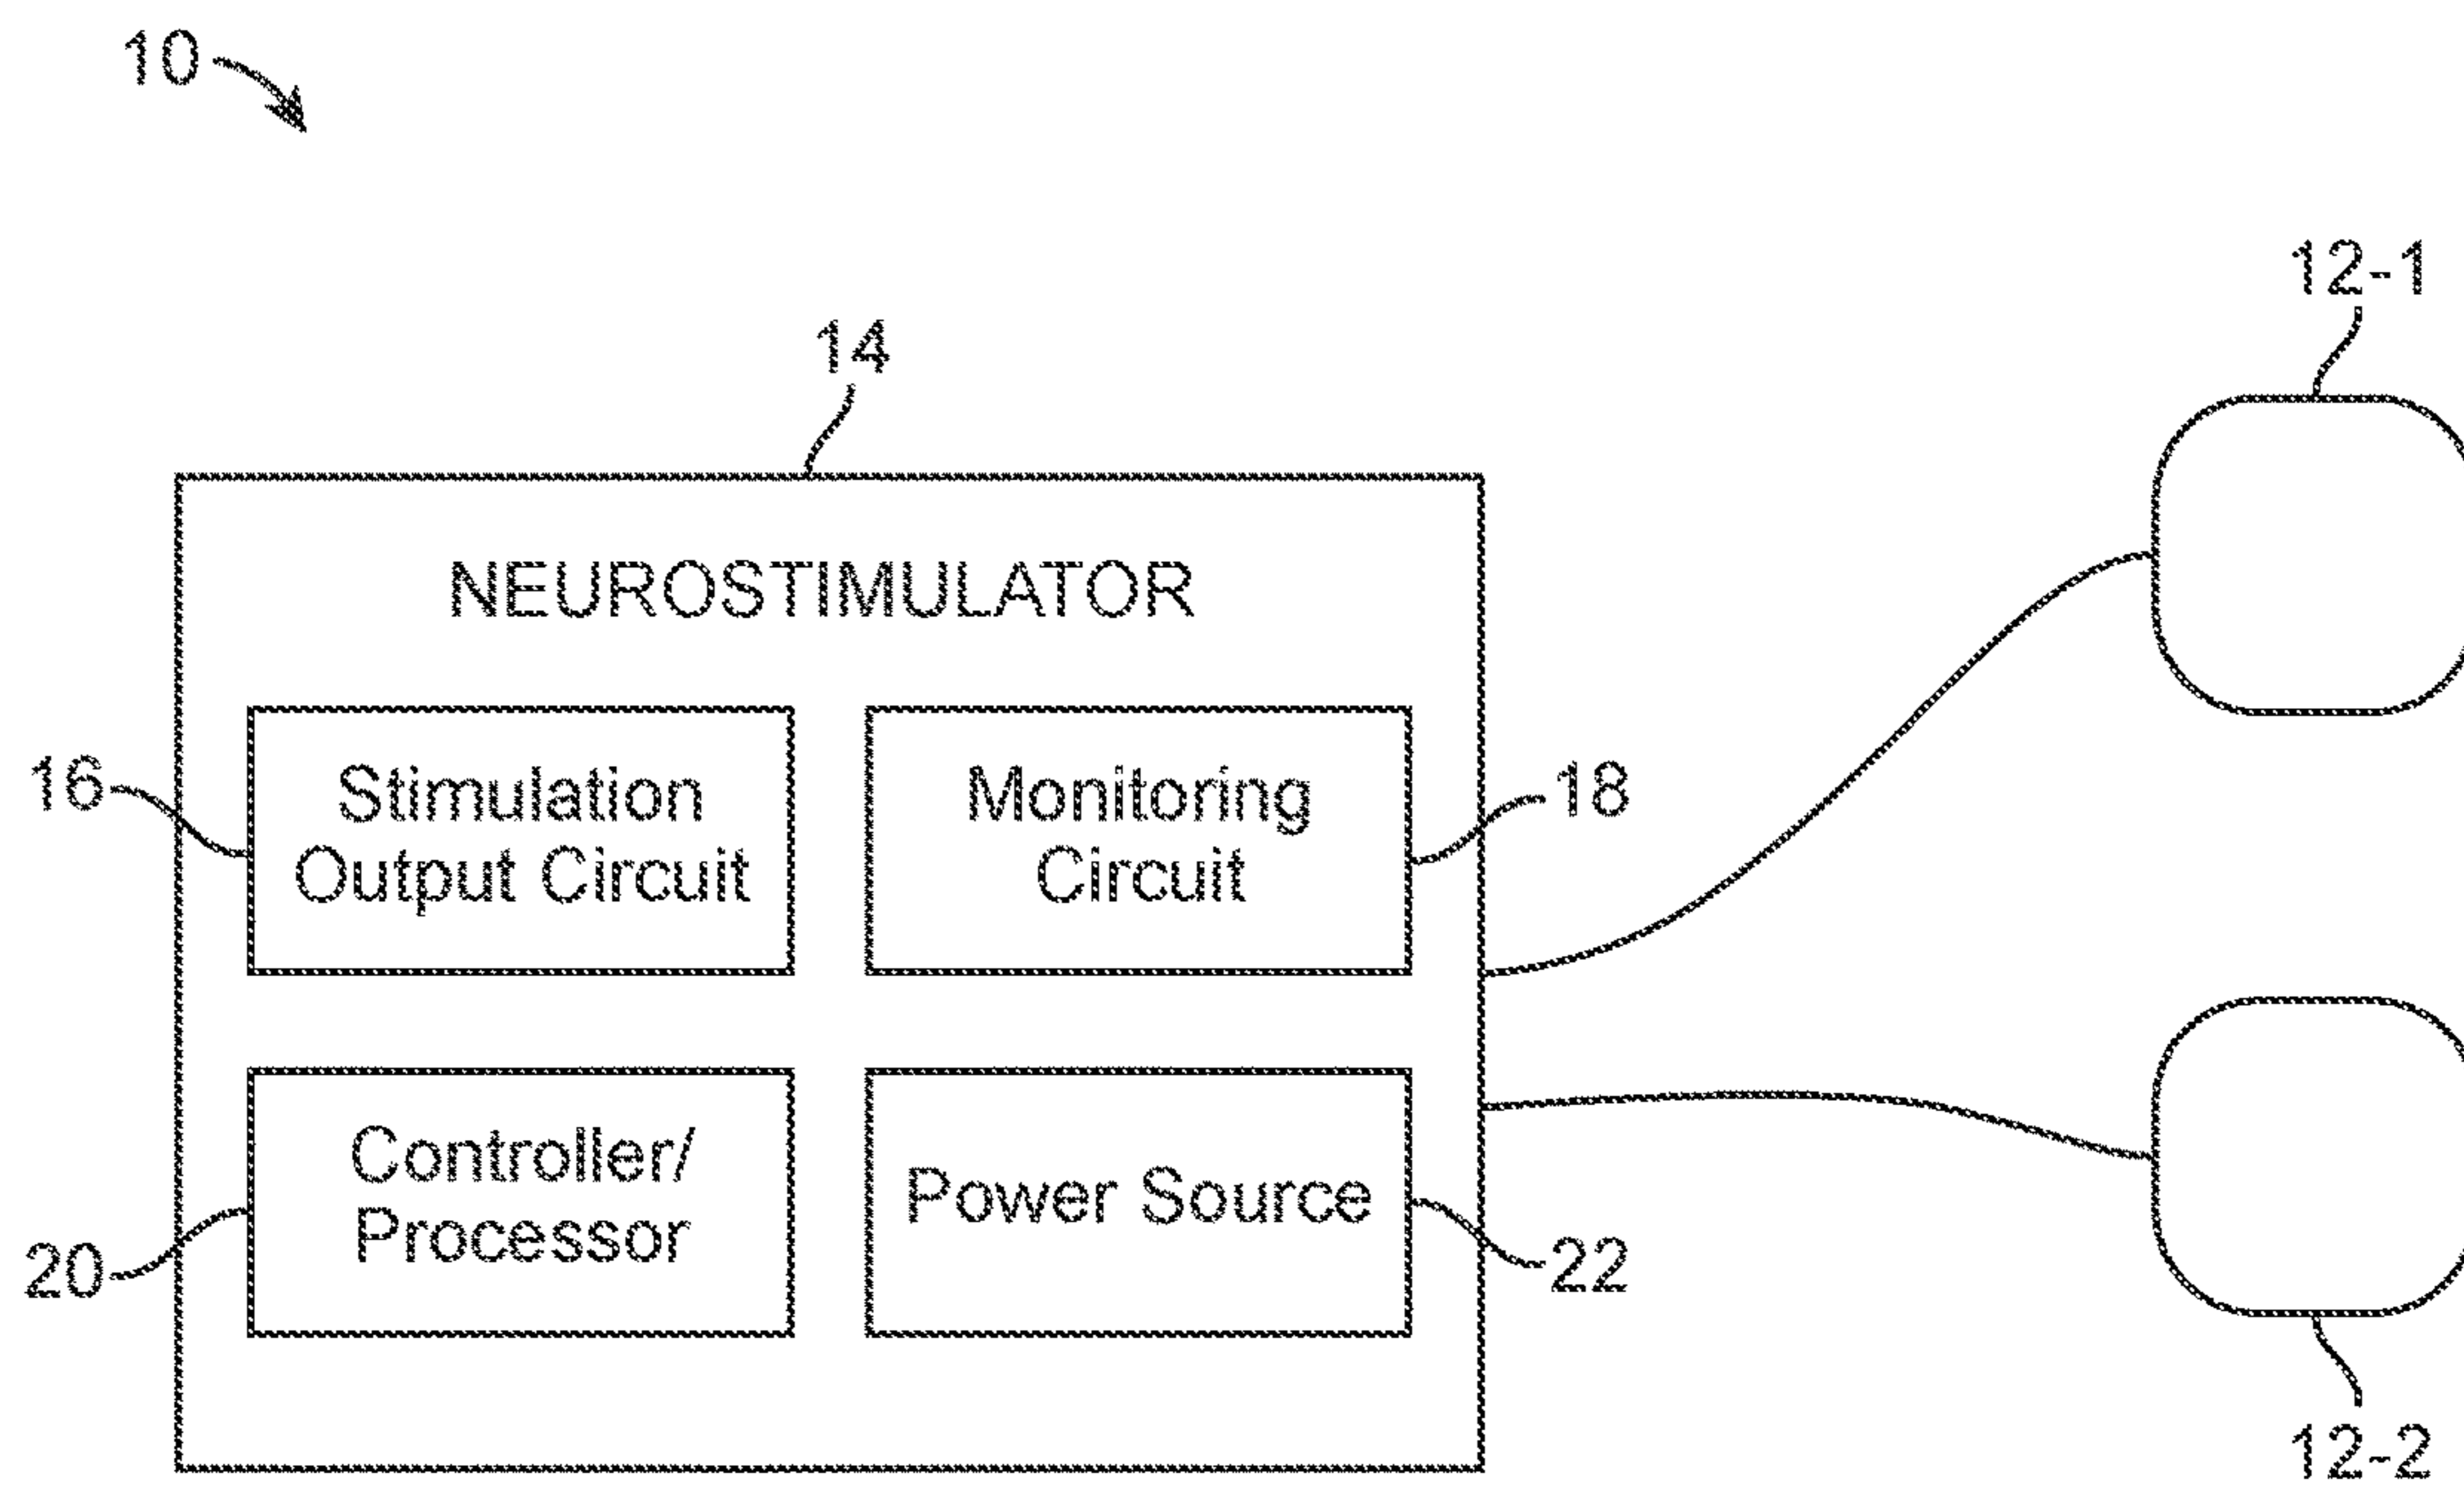 10
12-1
14
NEUROSTIMULATOR
16
Stimulation
Output Circuit
Monitoring
Circuit
18
Controller/
Processor
20
Power Source
22
12-2